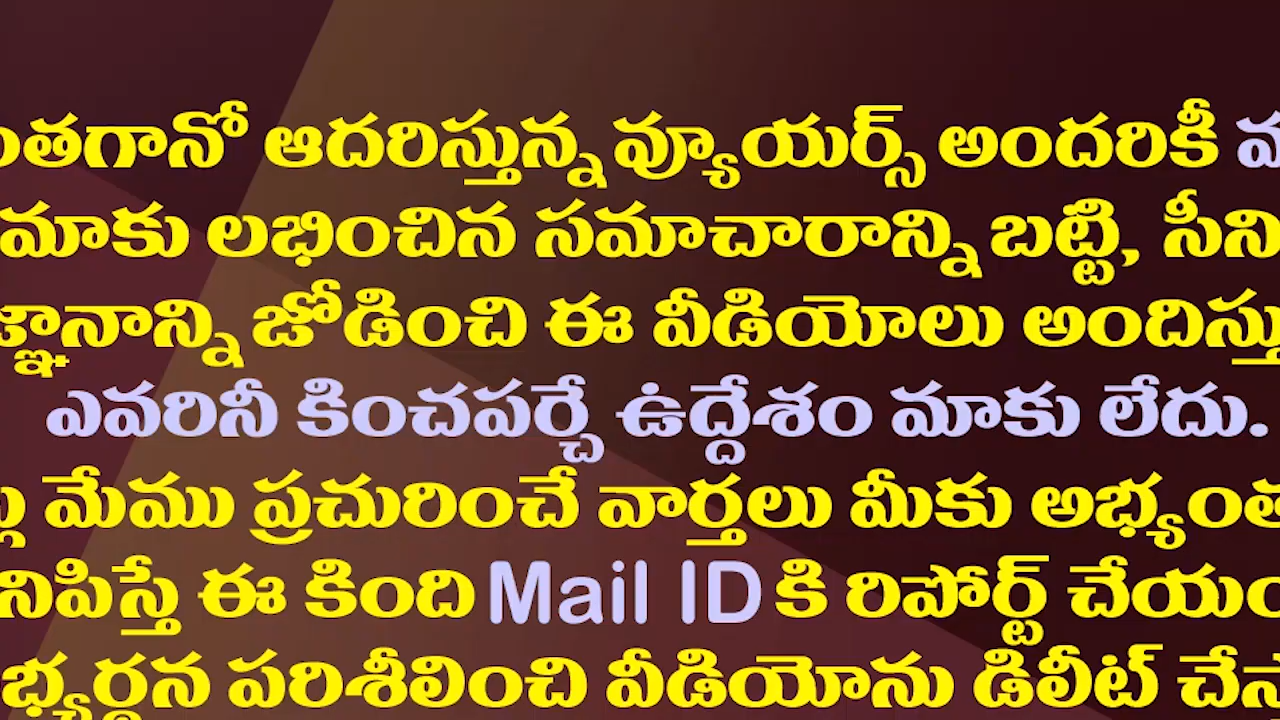 ంతగానో ఆదరిస్తున్న వ్యూయర్స్ అందరికీ
మాకు లభించిన సమాచారాన్ని బట్టి, సీని
జ్ఞానాన్ని జోడించి ఈ వీడియోలు అందిస్తు
ఎవరినీ కించపర్చే ఉద్దేశం మాకు లేదు.
మేము ప్రచురించే వార్తలు మీకు అభ్యంత
నిపిస్తే ఈ కింది Mail ID కి రిపోర్ట్ చేయం
భ్యర్థన పరిశీలించి వీడియోను డిలీట్ చేస